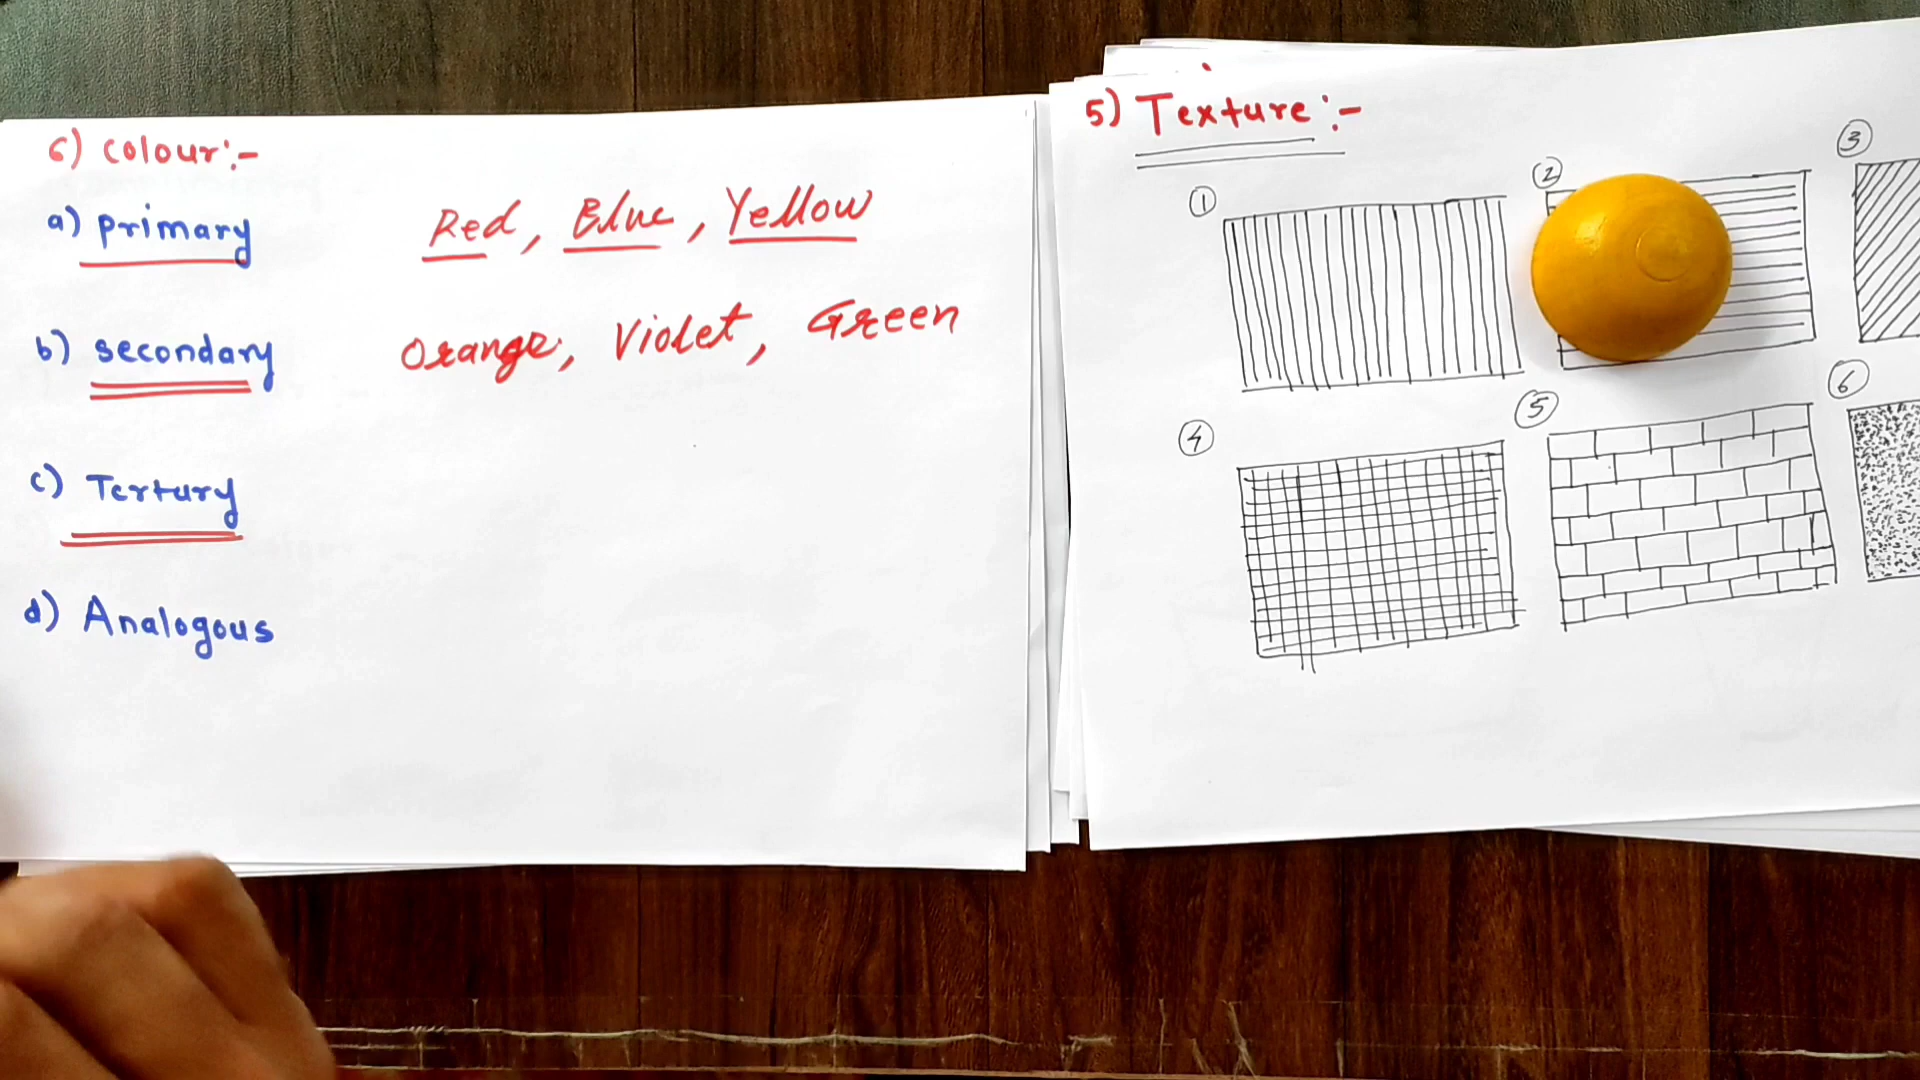 6) Colour:-
a) primary Red, Blue, Yellow
b) secondary Orange, Violet, Green
c) Tertury
d) Analogous
5) Texture:-
1 2 3
4 5 6